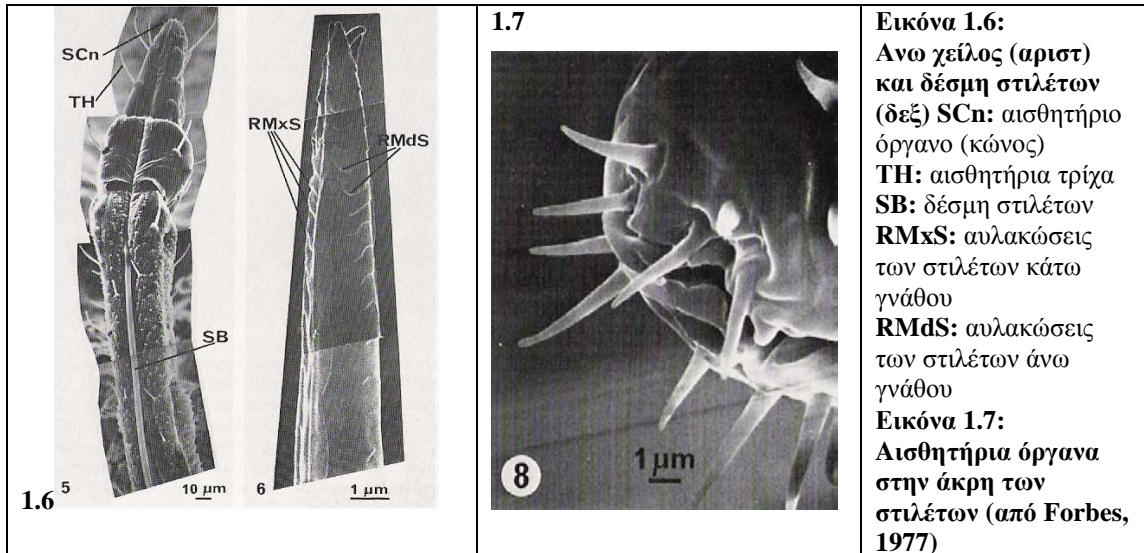 SCn
TH
SB
5
10 µm
1.6
RMxS
RMdS
6
1 µm
1.7
8
1 µm
Εικόνα 1.6:
Ανω χείλος (αριστ)
και δέσμη στιλέτων
(δεξ) SCn: αισθητήριο
όργανο (κώνος)
TH: αισθητήρια τρίχα
SB: δέσμη στιλέτων
RMxS: αυλακώσεις
των στιλέτων κάτω
γνάθου
RMdS: αυλακώσεις
των στιλέτων άνω
γνάθου
Εικόνα 1.7:
Αισθητήρια όργανα
στην άκρη των
στιλέτων (από Forbes,
1977)